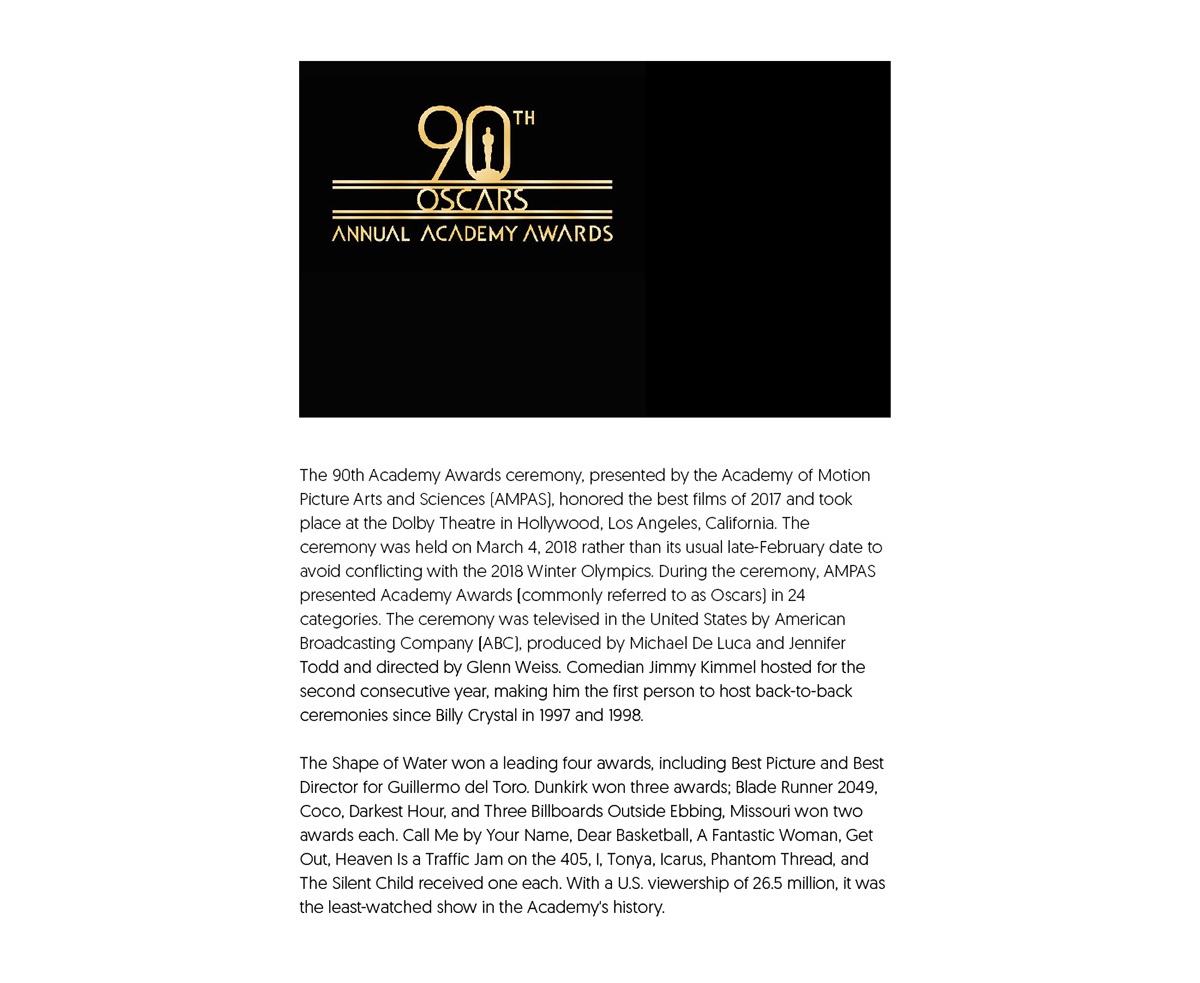 90TH
OSCARS
ANNUAL ACADEMY AWARDS
The 90th Academy Awards ceremony, presented by the Academy of Motion
Picture Arts and Sciences (AMPAS), honored the best films of 2017 and took
place at the Dolby Theatre in Hollywood, Los Angeles, California. The
ceremony was held on March 4, 2018 rather than its usual late-February date to
avoid conflicting with the 2018 Winter Olympics. During the ceremony, AMPAS
presented Academy Awards (commonly referred to as Oscars) in 24
categories. The ceremony was televised in the United States by American
Broadcasting Company (ABC), produced by Michael De Luca and Jennifer
Todd and directed by Glenn Weiss. Comedian Jimmy Kimmel hosted for the
second consecutive year, making him the first person to host back-to-back
ceremonies since Billy Crystal in 1997 and 1998.
The Shape of Water won a leading four awards, including Best Picture and Best
Director for Guillermo del Toro. Dunkirk won three awards; Blade Runner 2049,
Coco, Darkest Hour, and Three Billboards Outside Ebbing, Missouri won two
awards each. Call Me by Your Name, Dear Basketball, A Fantastic Woman, Get
Out, Heaven Is a Traffic Jam on the 405, I, Tonya, Icarus, Phantom Thread, and
The Silent Child received one each. With a U.S. viewership of 26.5 million, it was
the least-watched show in the Academy's history.